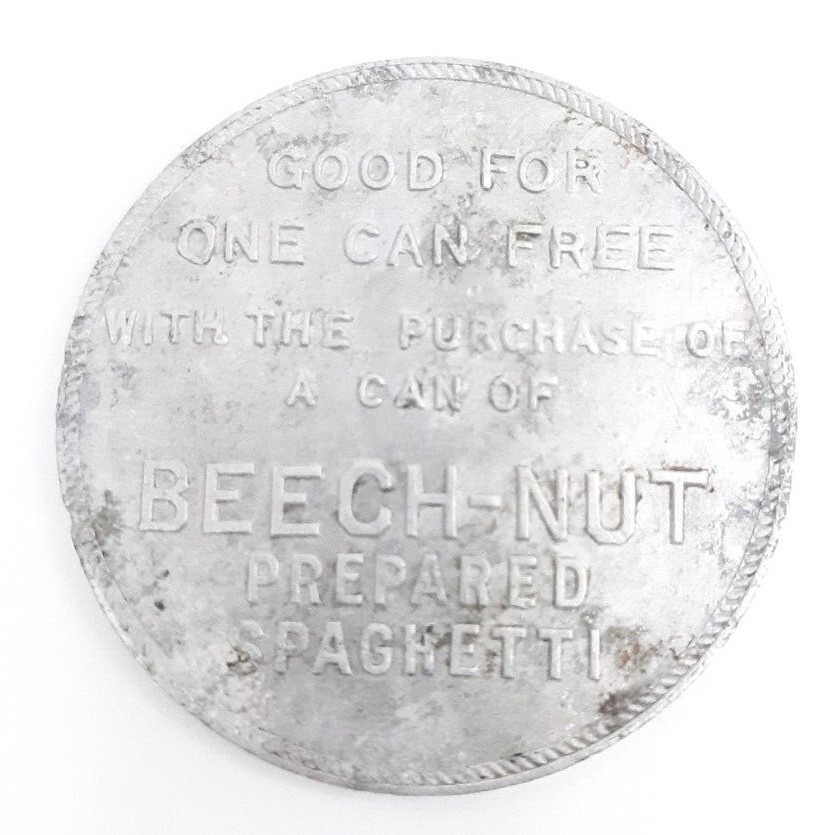 GOOD FOR
ONE CAN FREE
WITH THE PURCHASE OF
A CAN OF
BEECH-NUT
PREPARED
SPAGHETTI